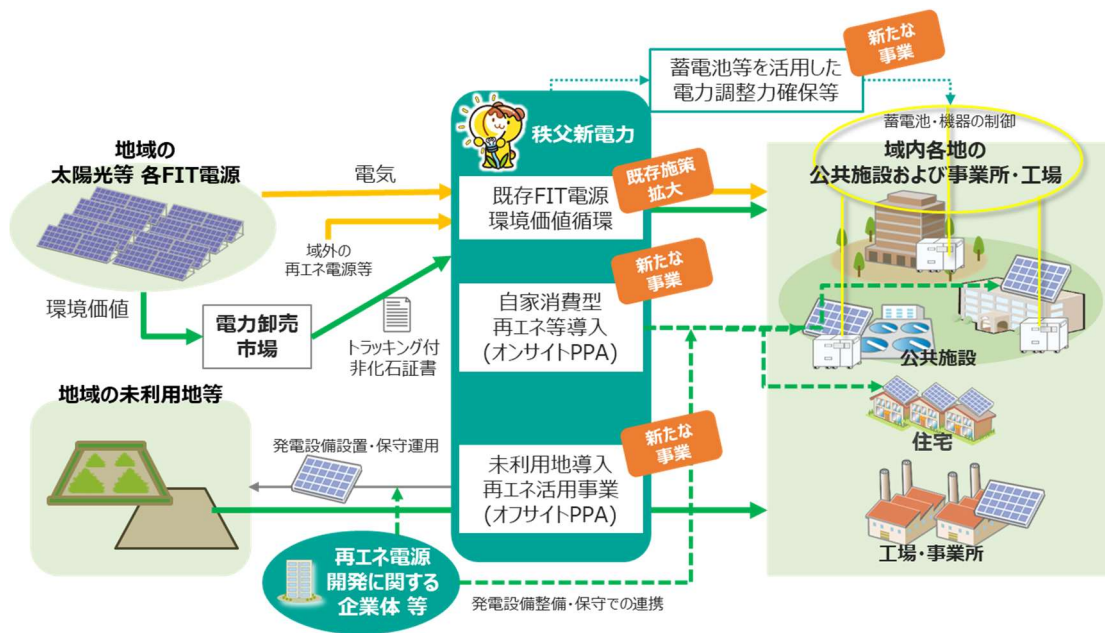 新たな
事業
蓄電池等を活用した
電力調整力確保等
蓄電池・機器の制御
秩父新電力
地域の
太陽光等 各FIT電源
電気
既存FIT電源
環境価値循環
既存施策
拡大
域内各地の
公共施設および事業所・工場
域外の
再エネ電源等
環境価値
電力卸売
市場
トラッキング付
非化石証書
新たな
事業
自家消費型
再エネ等導入
(オンサイトPPA)
公共施設
住宅
地域の未利用地等
発電設備設置・保守運用
新たな
事業
未利用地導入
再エネ活用事業
(オフサイトPPA)
工場・事業所
再エネ電源
開発に関する
企業体 等
発電設備整備・保守での連携